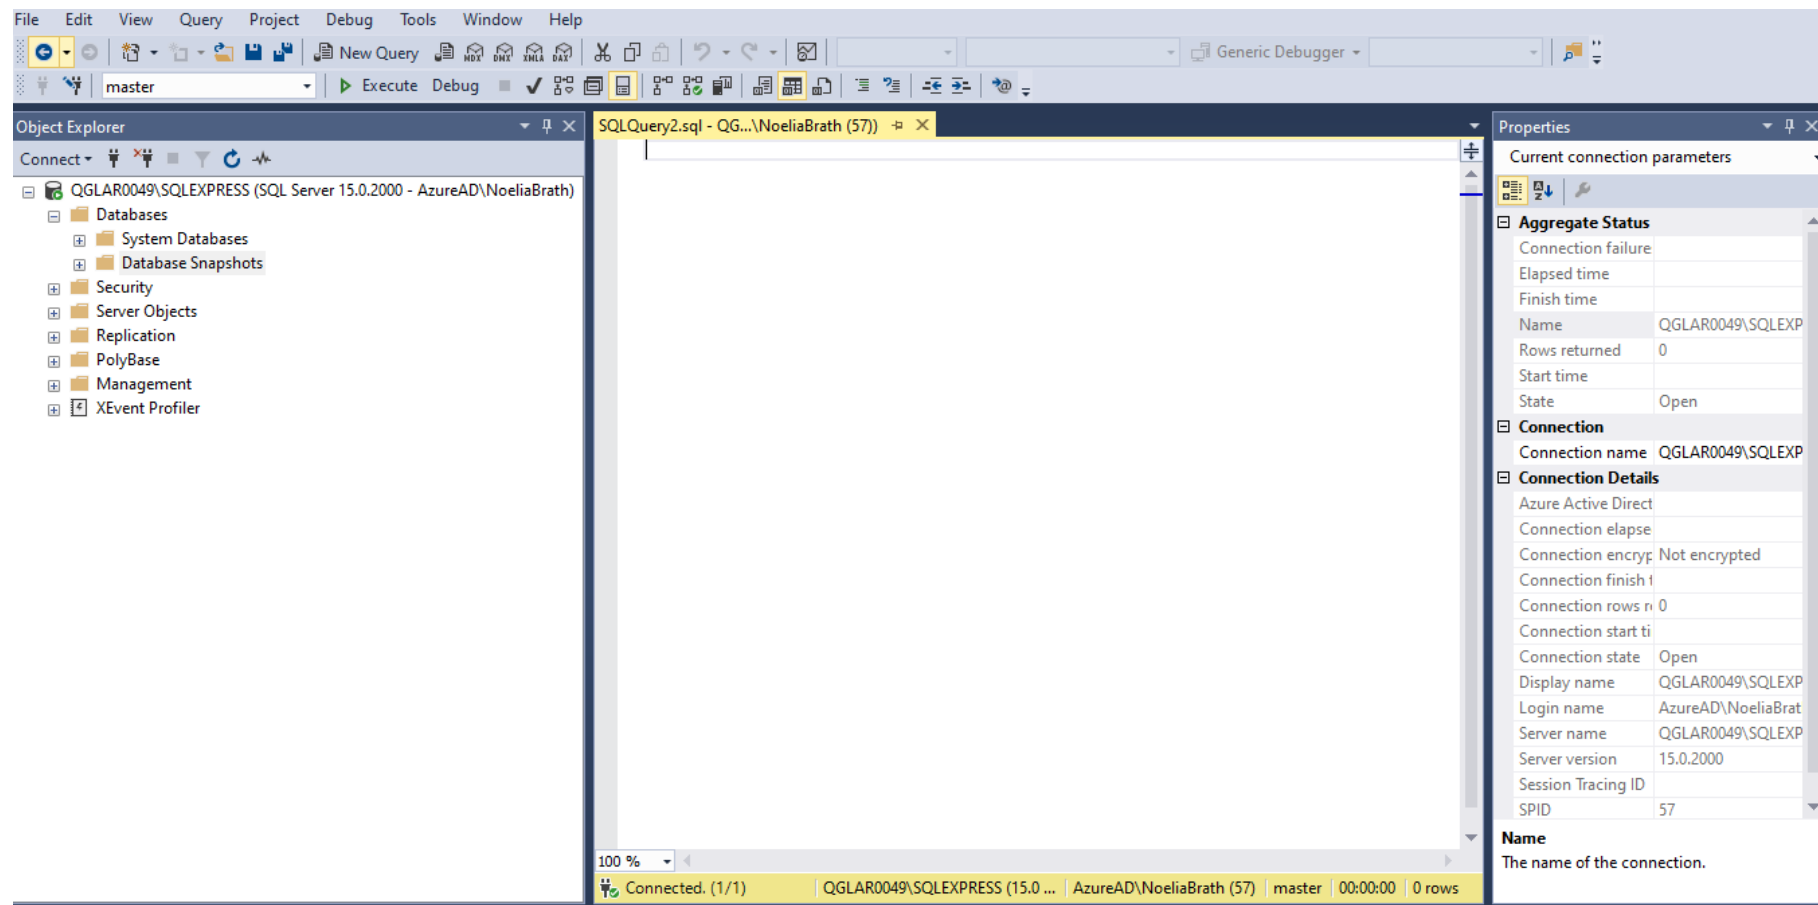 File Edit View Query Project Debug Tools Window Help
New Query MDX DMX XMLA DAX Generic Debugger
master Execute Debug
Object Explorer
Connect
QGLAR0049\SQLEXPRESS (SQL Server 15.0.2000 - AzureAD\NoeliaBrath)
Databases
System Databases
Database Snapshots
Security
Server Objects
Replication
PolyBase
Management
XEvent Profiler
SQLQuery2.sql - QG...\NoeliaBrath (57))
100 %
Connected. (1/1) QGLAR0049\SQLEXPRESS (15.0 ... AzureAD\NoeliaBrath (57) master 00:00:00 0 rows
Properties
Current connection parameters
Aggregate Status
Connection failure
Elapsed time
Finish time
Name QGLAR0049\SQLEXP
Rows returned 0
Start time
State Open
Connection
Connection name QGLAR0049\SQLEXP
Connection Details
Azure Active Direct
Connection elapse
Connection encryp Not encrypted
Connection finish t
Connection rows re 0
Connection start ti
Connection state Open
Display name QGLAR0049\SQLEXP
Login name AzureAD\NoeliaBrat
Server name QGLAR0049\SQLEXP
Server version 15.0.2000
Session Tracing ID
SPID 57
Name
The name of the connection.